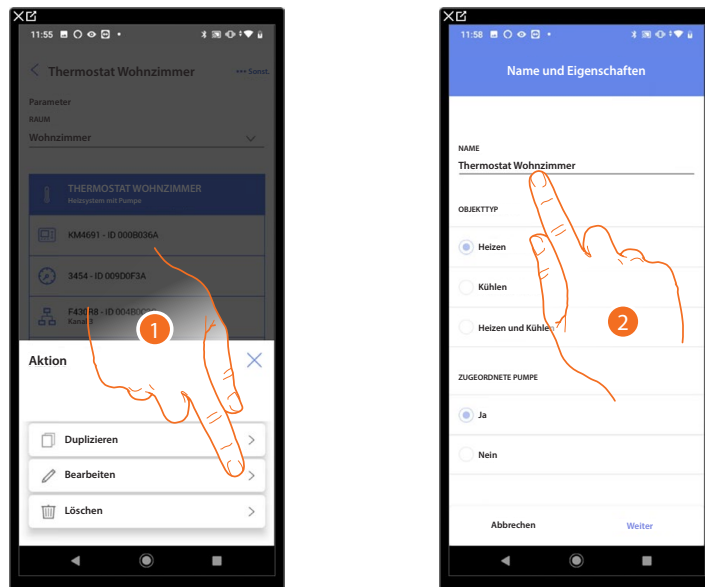 11:55
Thermostat Wohnzimmer
••• Sonst.
Parameter
RAUM
Wohnzimmer
THERMOSTAT WOHNZIMMER
Heizsystem mit Pumpe
KM4691 - ID 0008036A
3454 - ID 009D0F3A
F430R8 - ID
1
Aktion
Duplizieren
Bearbeiten
Löschen
11:58
Name und Eigenschaften
NAME
Thermostat Wohnzimmer
OBJEKTTYP
Heizen
Kühlen
Heizen und Kühlen
2
ZUGEORDNETE PUMPE
Ja
Nein
Abbrechen
Weiter